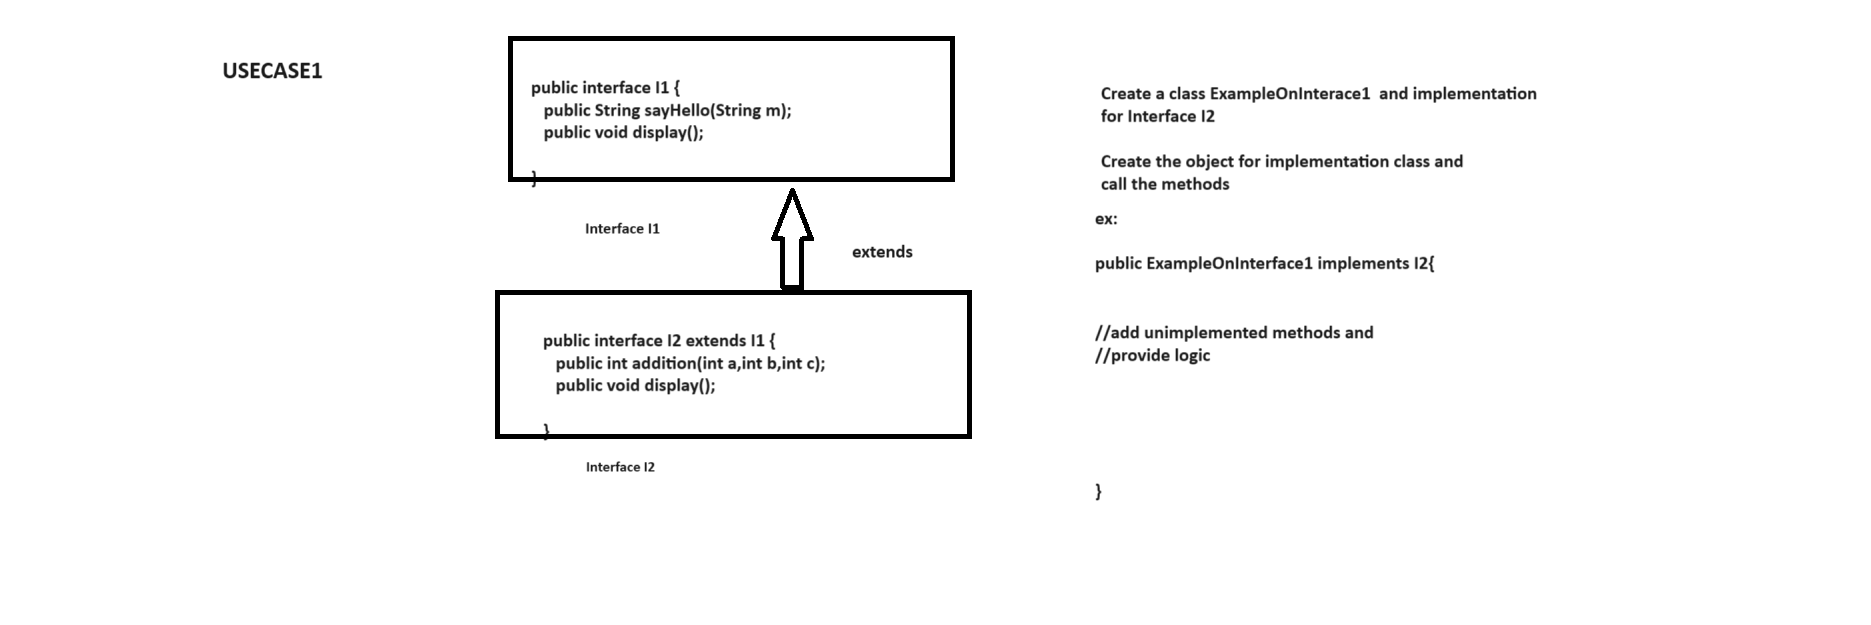 USECASE1
public interface I1 {
public String sayHello(String m);
public void display();
}
Interface I1
extends
public interface I2 extends I1 {
public int addition(int a,int b,int c);
public void display();
}
Interface I2
Create a class ExampleOnInterace1  and implementation
for Interface I2
Create the object for implementation class and
call the methods
ex:
public ExampleOnInterface1 implements I2{
//add unimplemented methods and
//provide logic
}